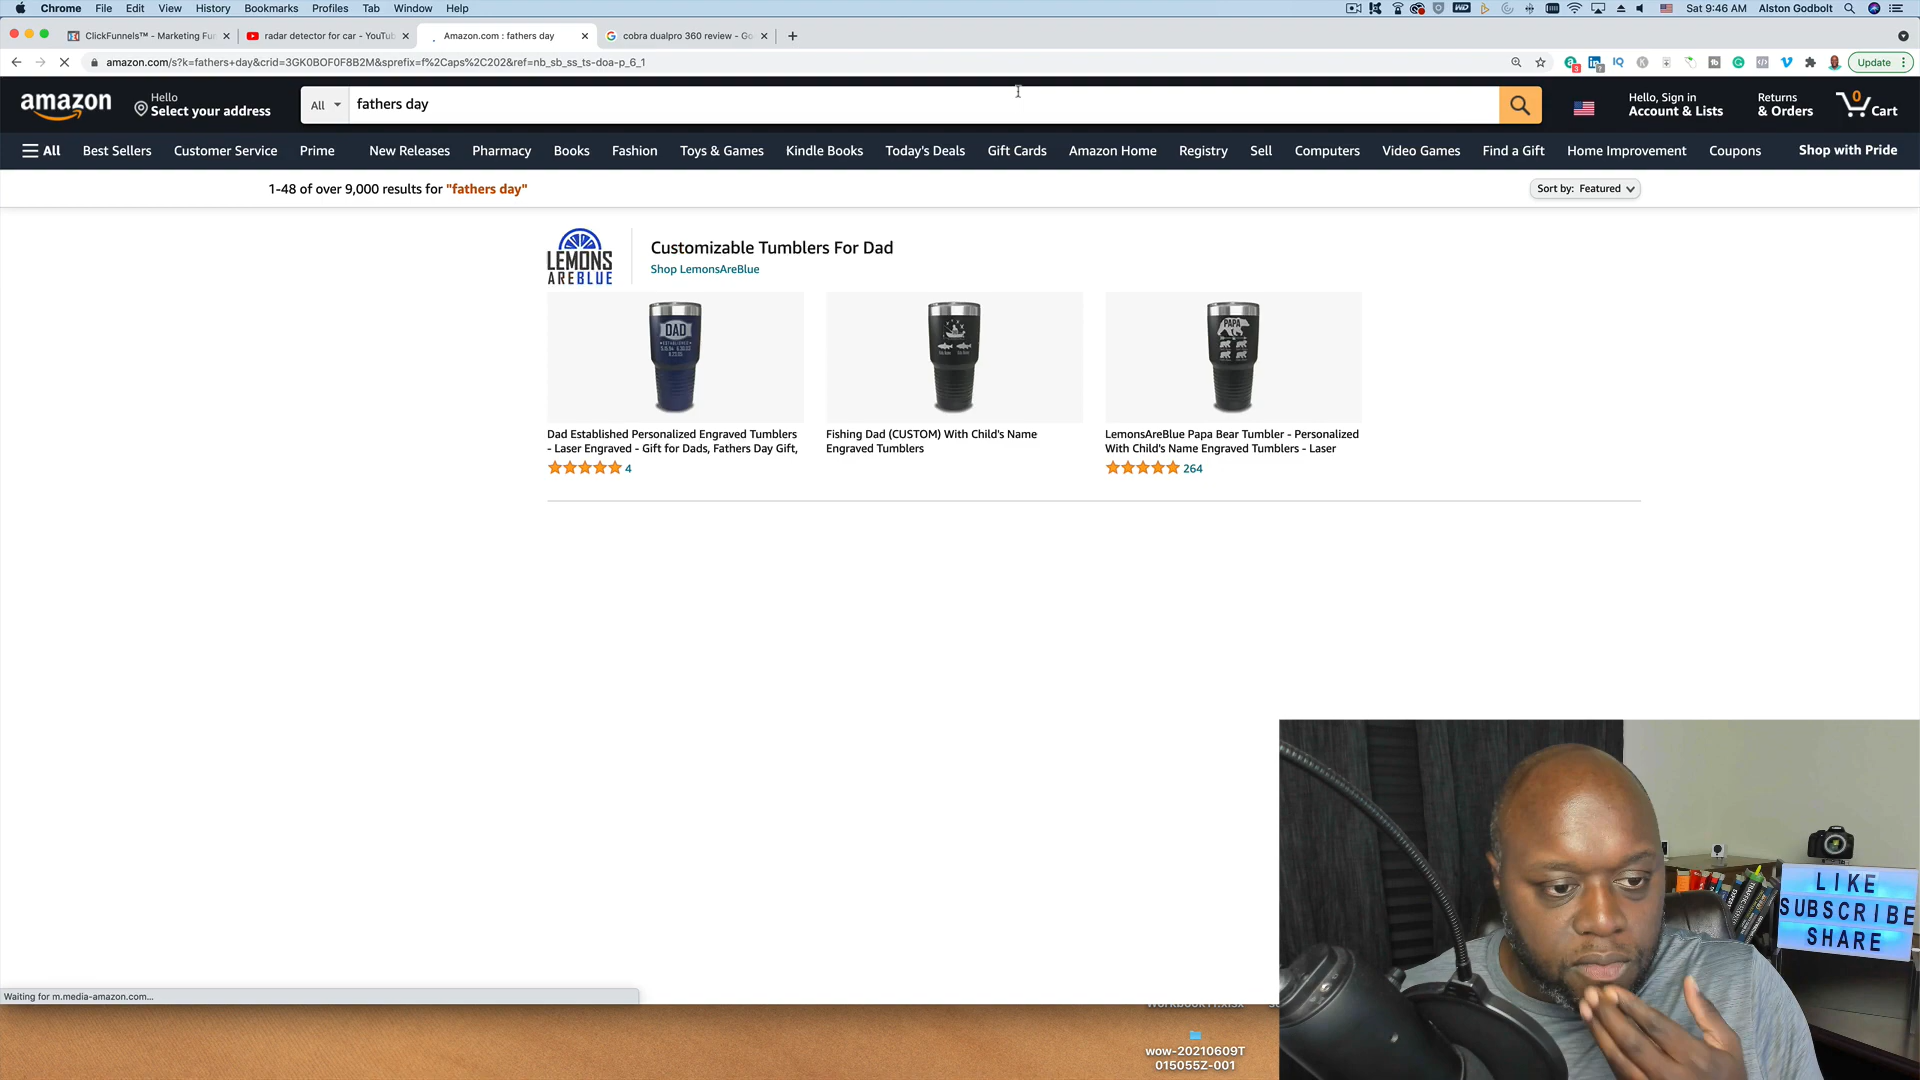 Chrome File Edit View History Bookmarks Profiles Tab Window Help
Sat 9:46 AM Alston Godbolt
ClickFunnels™ - Marketing Fu
radar detector for car - YouTub
Amazon.com : fathers day
cobra dualpro 360 review - Go
amazon.com/s?k=fathers+day&crid=3GK0BOF0F8B2M&sprefix=f%2Caps%2C202&ref=nb_sb_ss_ts-doa-p_6_1
Update
amazon
Hello
Select your address
All
fathers day
Hello, Sign in
Account & Lists
Returns
& Orders
0
Cart
All Best Sellers Customer Service Prime New Releases Pharmacy Books Fashion Toys & Games Kindle Books Today's Deals Gift Cards Amazon Home Registry Sell Computers Video Games Find a Gift Home Improvement Coupons Shop with Pride
1-48 of over 9,000 results for "fathers day"
Sort by: Featured
LEMONS
AREBLUE
Customizable Tumblers For Dad
Shop LemonsAreBlue
DAD
PAPA
Dad Established Personalized Engraved Tumblers
- Laser Engraved - Gift for Dads, Fathers Day Gift,
4
Fishing Dad (CUSTOM) With Child's Name
Engraved Tumblers
LemonsAreBlue Papa Bear Tumbler - Personalized
With Child's Name Engraved Tumblers - Laser
264
LIKE
SUBSCRIBE
SHARE
Waiting for m.media-amazon.com...
wow-20210609T
015055Z-001